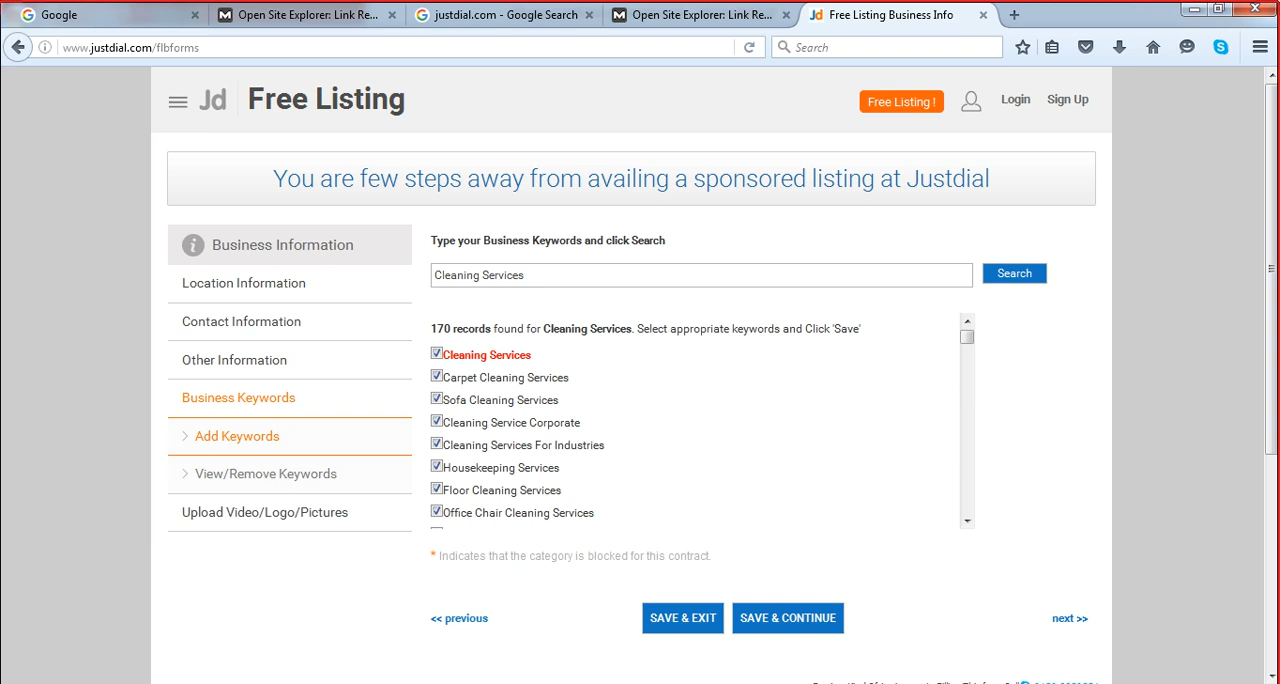 Google
Open Site Explorer: Link Re...
justdial.com - Google Search
Open Site Explorer: Link Re...
Jd Free Listing Business Info
www.justdial.com/flbforms
Search
Jd Free Listing
Free Listing !
Login
Sign Up
You are few steps away from availing a sponsored listing at Justdial
Business Information
Location Information
Contact Information
Other Information
Business Keywords
Add Keywords
View/Remove Keywords
Upload Video/Logo/Pictures
Type your Business Keywords and click Search
Cleaning Services
Search
170 records found for Cleaning Services. Select appropriate keywords and Click 'Save'
Cleaning Services
Carpet Cleaning Services
Sofa Cleaning Services
Cleaning Service Corporate
Cleaning Services For Industries
Housekeeping Services
Floor Cleaning Services
Office Chair Cleaning Services
* Indicates that the category is blocked for this contract.
<< previous
SAVE & EXIT
SAVE & CONTINUE
next >>